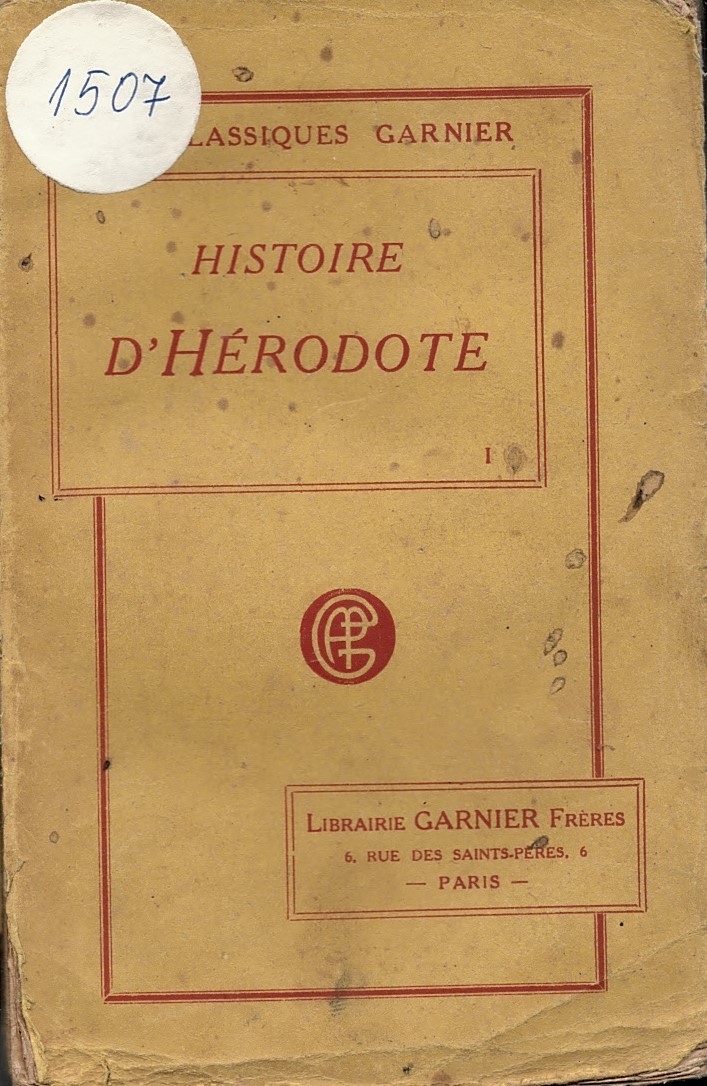 1507
LASSIQUES GARNIER
HISTOIRE
D'HÉRODOTE
I
LIBRAIRIE GARNIER FRÈRES
6, RUE DES SAINTS-PÈRES, 6
— PARIS —